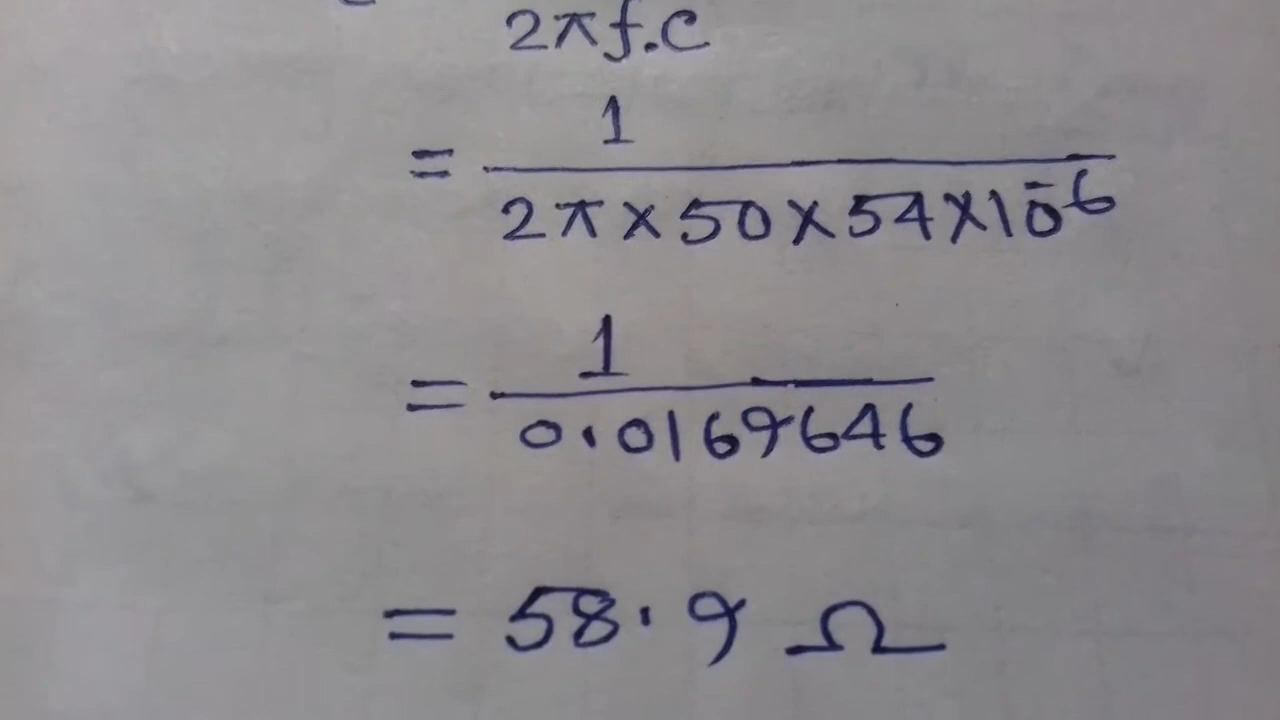 2πf.C
= 1 / 2π×50×54×10⁻⁶
= 1 / 0.0169646
= 58.9 Ω